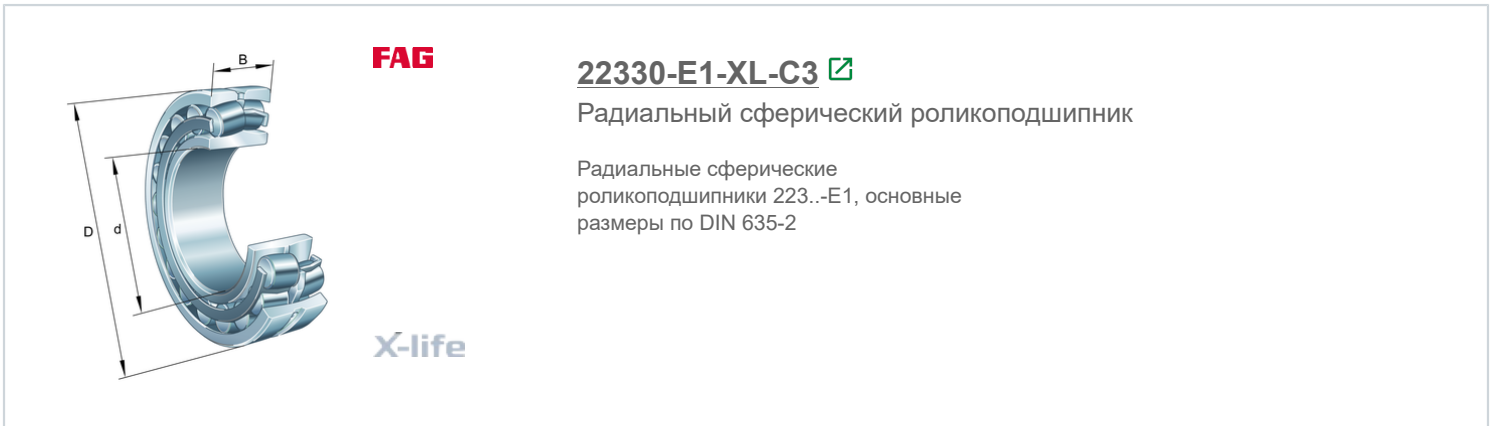 B
FAG
22330-E1-XL-C3
Радиальный сферический роликоподшипник
Радиальные сферические
роликоподшипники 223..-E1, основные
размеры по DIN 635-2
D
d
X-life